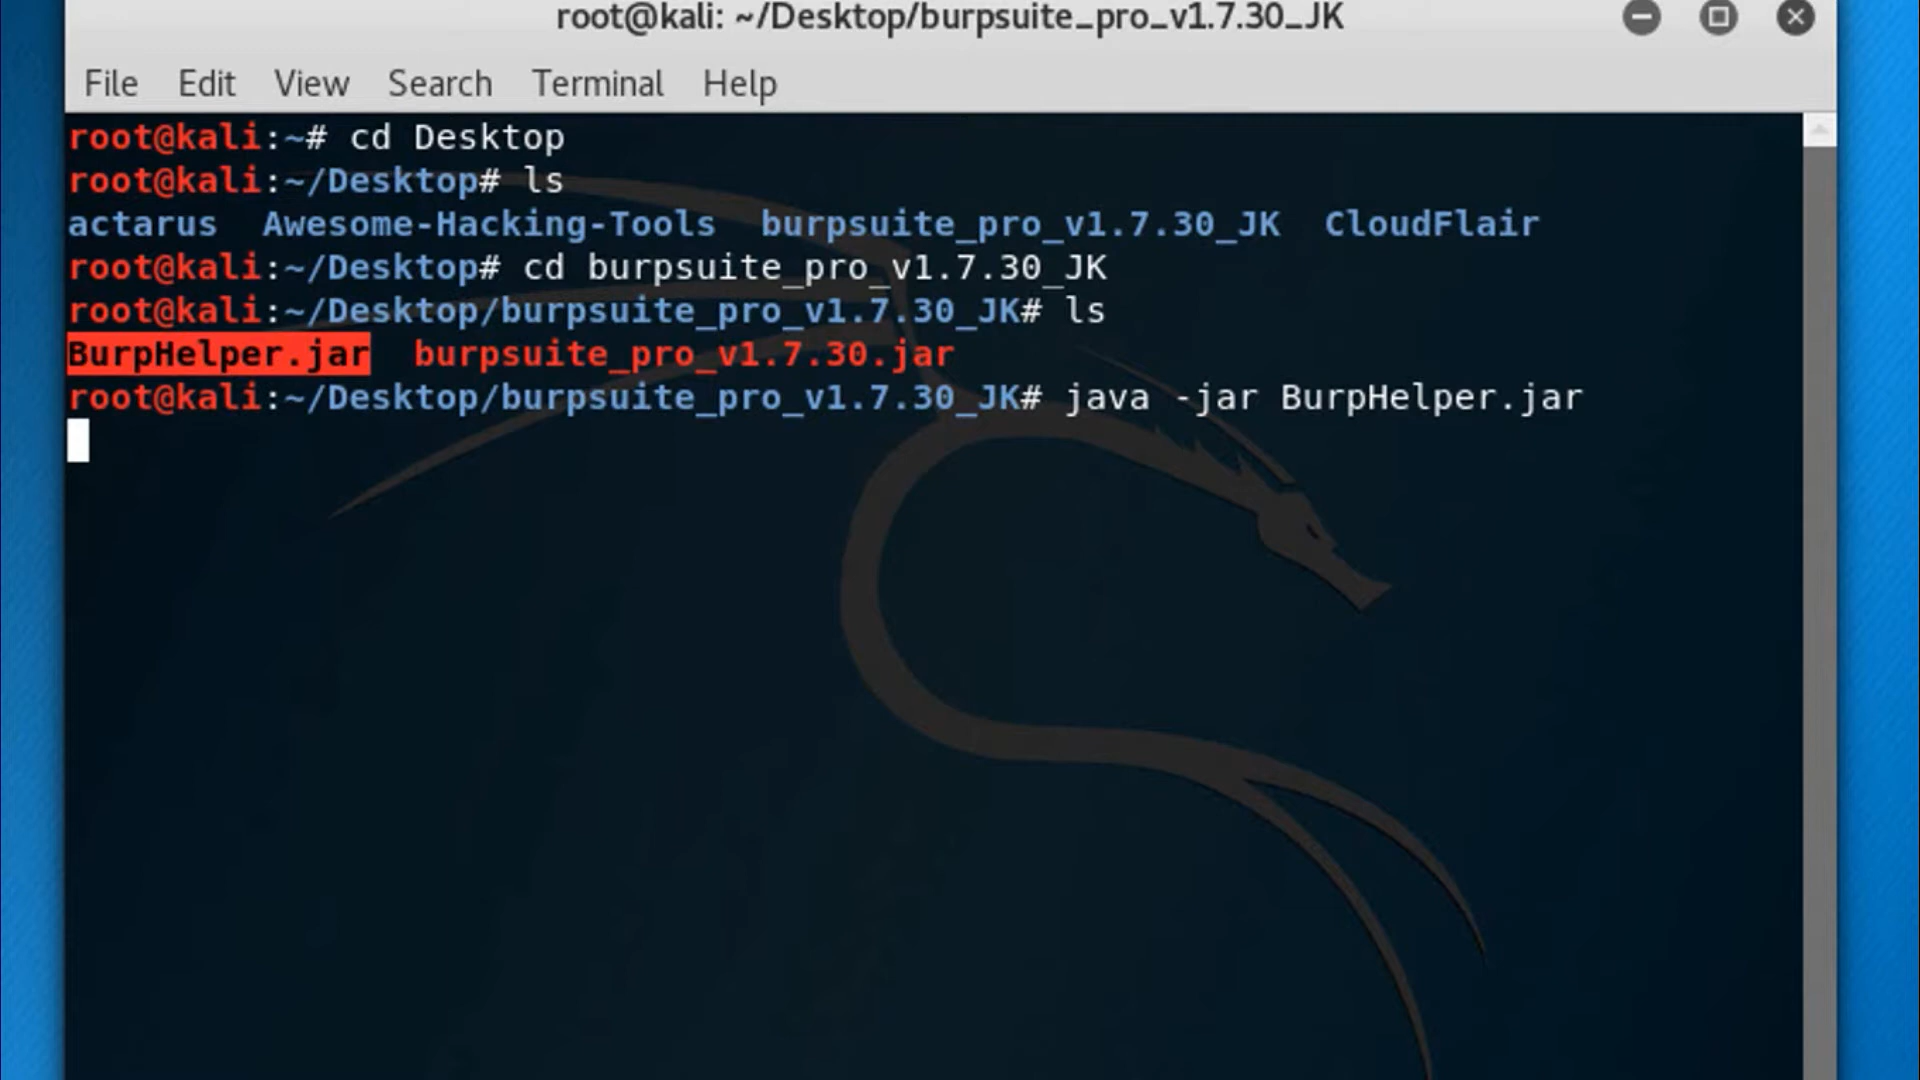 root@kali: ~/Desktop/burpsuite_pro_v1.7.30_JK
File Edit View Search Terminal Help
root@kali:~# cd Desktop
root@kali:~/Desktop# ls
actarus Awesome-Hacking-Tools burpsuite_pro_v1.7.30_JK CloudFlair
root@kali:~/Desktop# cd burpsuite_pro_v1.7.30_JK
root@kali:~/Desktop/burpsuite_pro_v1.7.30_JK# ls
BurpHelper.jar burpsuite_pro_v1.7.30.jar
root@kali:~/Desktop/burpsuite_pro_v1.7.30_JK# java -jar BurpHelper.jar